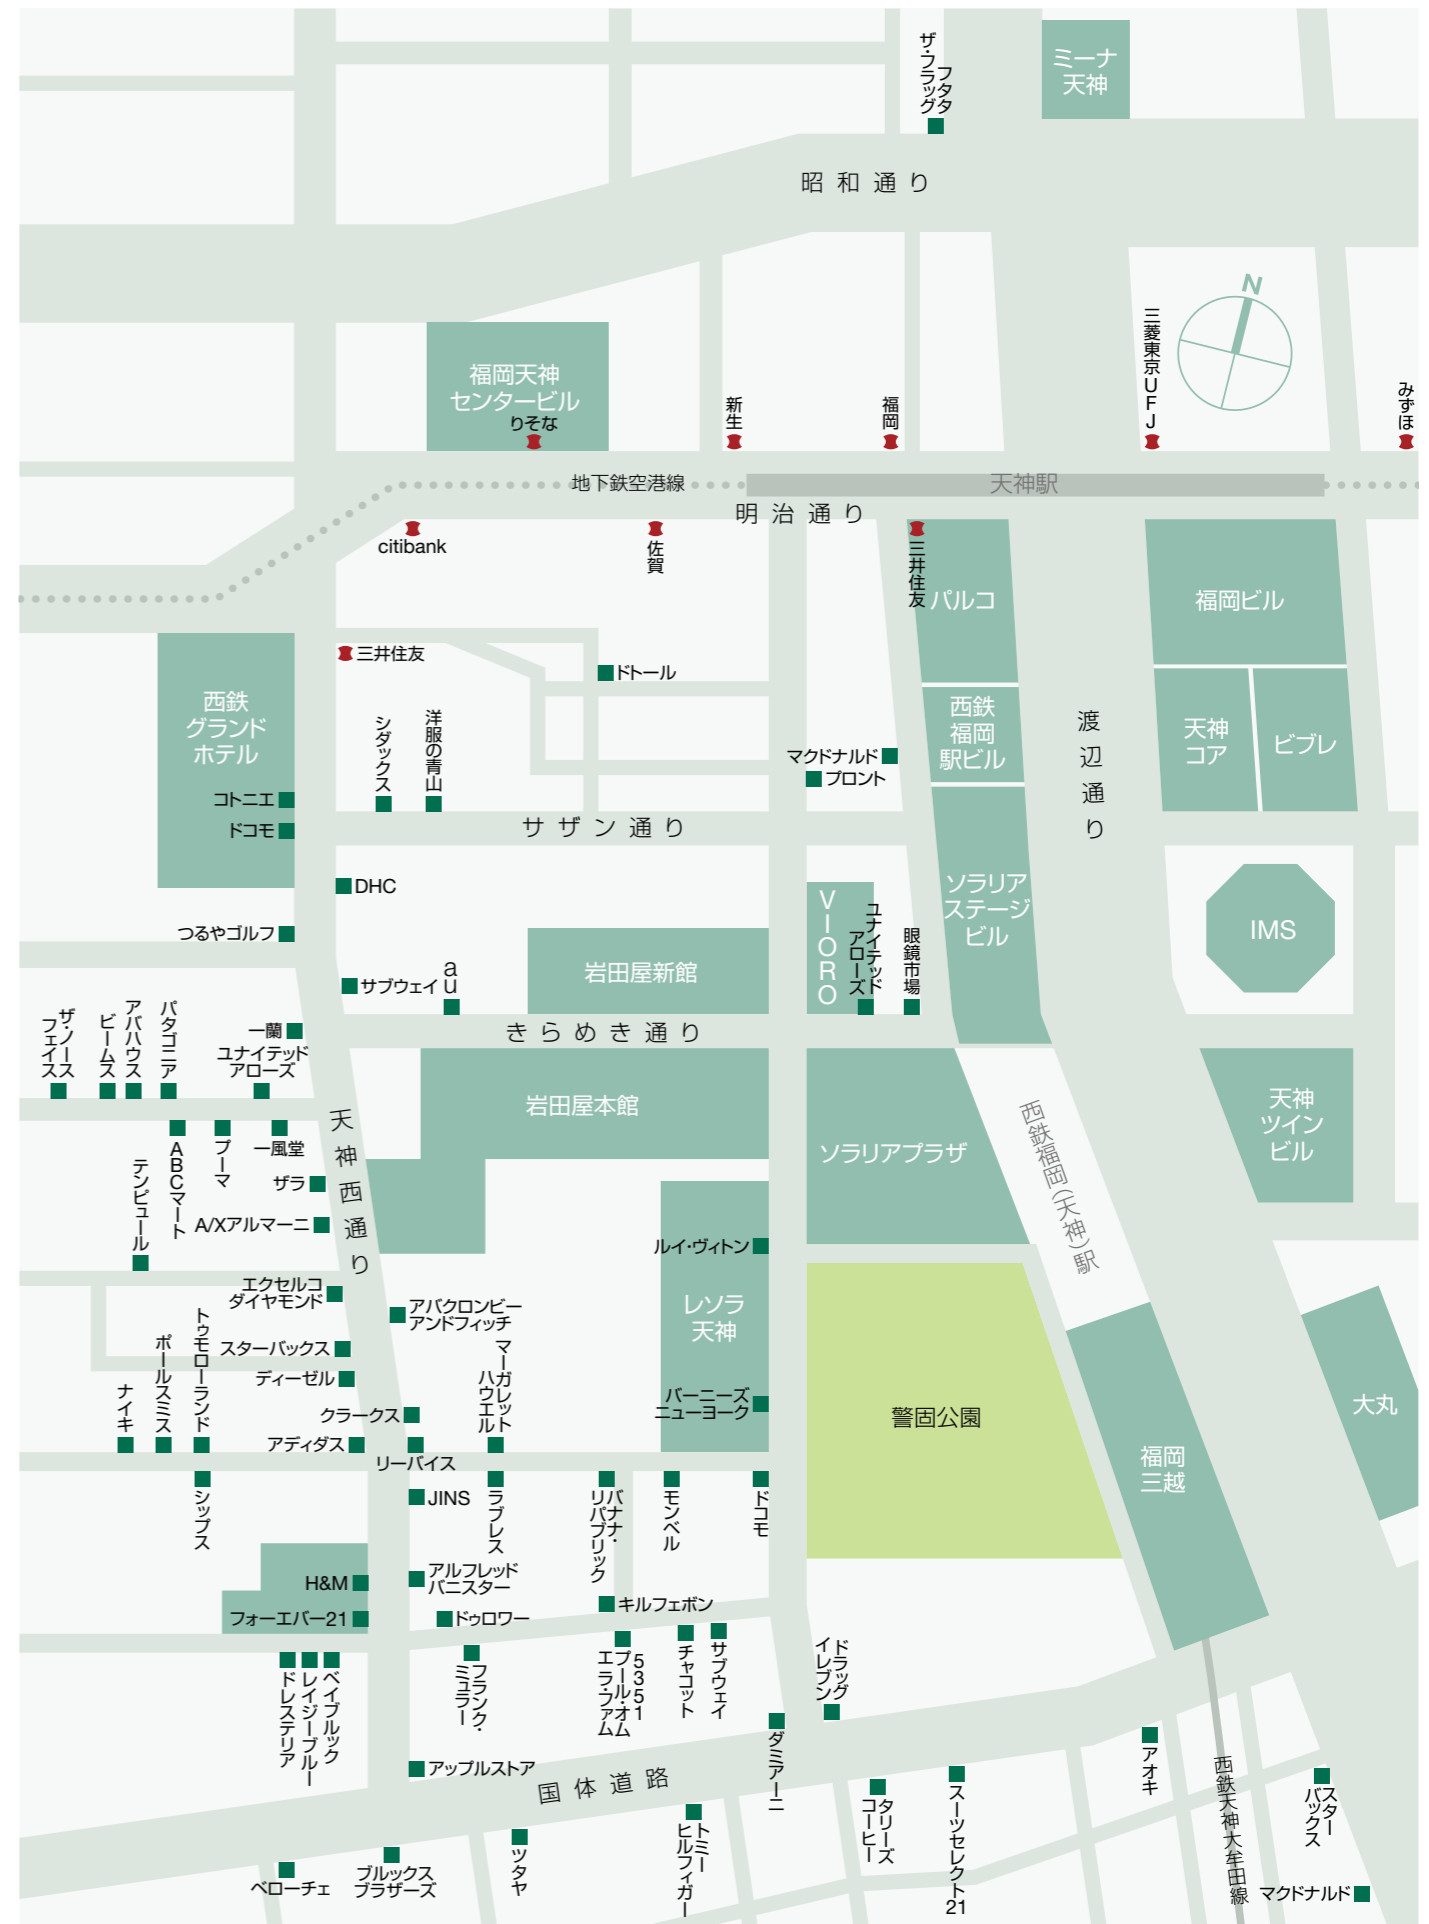 ザ・フラッグ
フタタ
ミーナ
天神
昭和通り
N
三菱東京UFJ
みずほ
福岡天神
センタービル
りそな
新生
福岡
地下鉄空港線
天神駅
明治通り
citibank
佐賀
三井住友
パルコ
福岡ビル
三井住友
ドトール
西鉄
グランド
ホテル
シダックス
洋服の青山
西鉄
福岡
駅ビル
渡辺通り
天神
コア
ビブレ
マクドナルド
プロント
コトニエ
ドコモ
サザン通り
DHC
VIORO
ユナイテッド
アローズ
眼鏡市場
ソラリア
ステージ
ビル
IMS
つるやゴルフ
岩田屋新館
サブウェイ
au
きらめき通り
ザ・ノース
フェイス
ビームス
アバハウス
パタゴニア
一蘭
ユナイテッド
アローズ
岩田屋本館
天神西通り
ソラリアプラザ
西鉄福岡(天神)駅
天神
ツイン
ビル
テンピュール
ABCマート
プーマ
一風堂
ザラ
A/Xアルマーニ
ルイ・ヴィトン
エクセルコ
ダイヤモンド
アバクロンビー
アンドフィッチ
レソラ
天神
スターバックス
ディーゼル
ナイキ
ポールスミス
トゥモローランド
マーガレット
ハウエル
バーニーズ
ニューヨーク
クラークス
アディダス
リーバイス
警固公園
福岡
三越
大丸
シップス
JINS
ラブレス
バナナ・
リパブリック
モンベル
ドコモ
H&M
フォーエバー21
アルフレッド
バニスター
ドゥロワー
キルフェボン
ドレステリア
レイジーブルー
ベイブルック
フランク・
ミュラー
5351
プール・オム
エ ラ・ファム
チャコット
サブウェイ
ドラッグ
イレブン
アップルストア
国体道路
ダミアーニ
アオキ
タリーズ
コーヒー
スーツセレクト21
西鉄天神大牟田線
スター
バックス
ベローチェ
ブルックス
ブラザーズ
ツタヤ
トミー
ヒルフィガー
マクドナルド